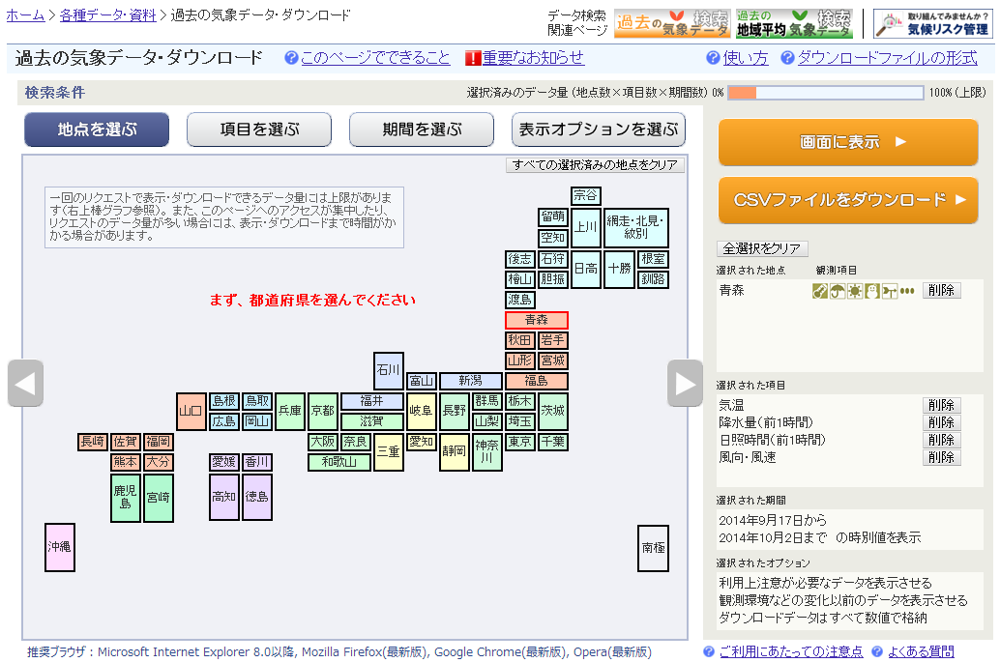 ホーム > 各種データ・資料 > 過去の気象データ・ダウンロード
データ検索
関連ページ
過去の気象データ検索
過去の
地域平均気象データ検索
取り組んでみませんか?
気候リスク管理
過去の気象データ・ダウンロード
このページでできること
重要なお知らせ
使い方
ダウンロードファイルの形式
検索条件
選択済みのデータ量 (地点数×項目数×期間数) 0%
100% (上限)
地点を選ぶ
項目を選ぶ
期間を選ぶ
表示オプションを選ぶ
すべての選択済みの地点をクリア
一回のリクエストで表示・ダウンロードできるデータ量には上限がありま
す(右上棒グラフ参照)。また、このページへのアクセスが集中したり、
リクエストのデータ量が多い場合には、表示・ダウンロードまで時間がか
かる場合があります。
まず、都道府県を選んでください
宗谷
留萌
上川
網走・北見・
紋別
空知
後志
石狩
日高
十勝
根室
檜山
胆振
釧路
渡島
青森
秋田
岩手
山形
宮城
石川
富山
新潟
福島
山口
島根
鳥取
兵庫
京都
福井
岐阜
長野
群馬
栃木
茨城
広島
岡山
滋賀
山梨
埼玉
長崎
佐賀
福岡
大阪
奈良
三重
愛知
静岡
神奈
川
東京
千葉
熊本
大分
愛媛
香川
和歌山
鹿児
島
宮崎
高知
徳島
沖縄
南極
画面に表示
CSVファイルをダウンロード
全選択をクリア
選択された地点 観測項目
青森 削除
選択された項目
気温 削除
降水量(前1時間) 削除
日照時間(前1時間) 削除
風向・風速 削除
選択された期間
2014年9月17日から
2014年10月2日まで の時別値を表示
選択されたオプション
利用上注意が必要なデータを表示させる
観測環境などの変化以前のデータを表示させる
ダウンロードデータはすべて数値で格納
推奨ブラウザ : Microsoft Internet Explorer 8.0以降, Mozilla Firefox(最新版), Google Chrome(最新版), Opera(最新版)
ご利用にあたっての注意点
よくある質問